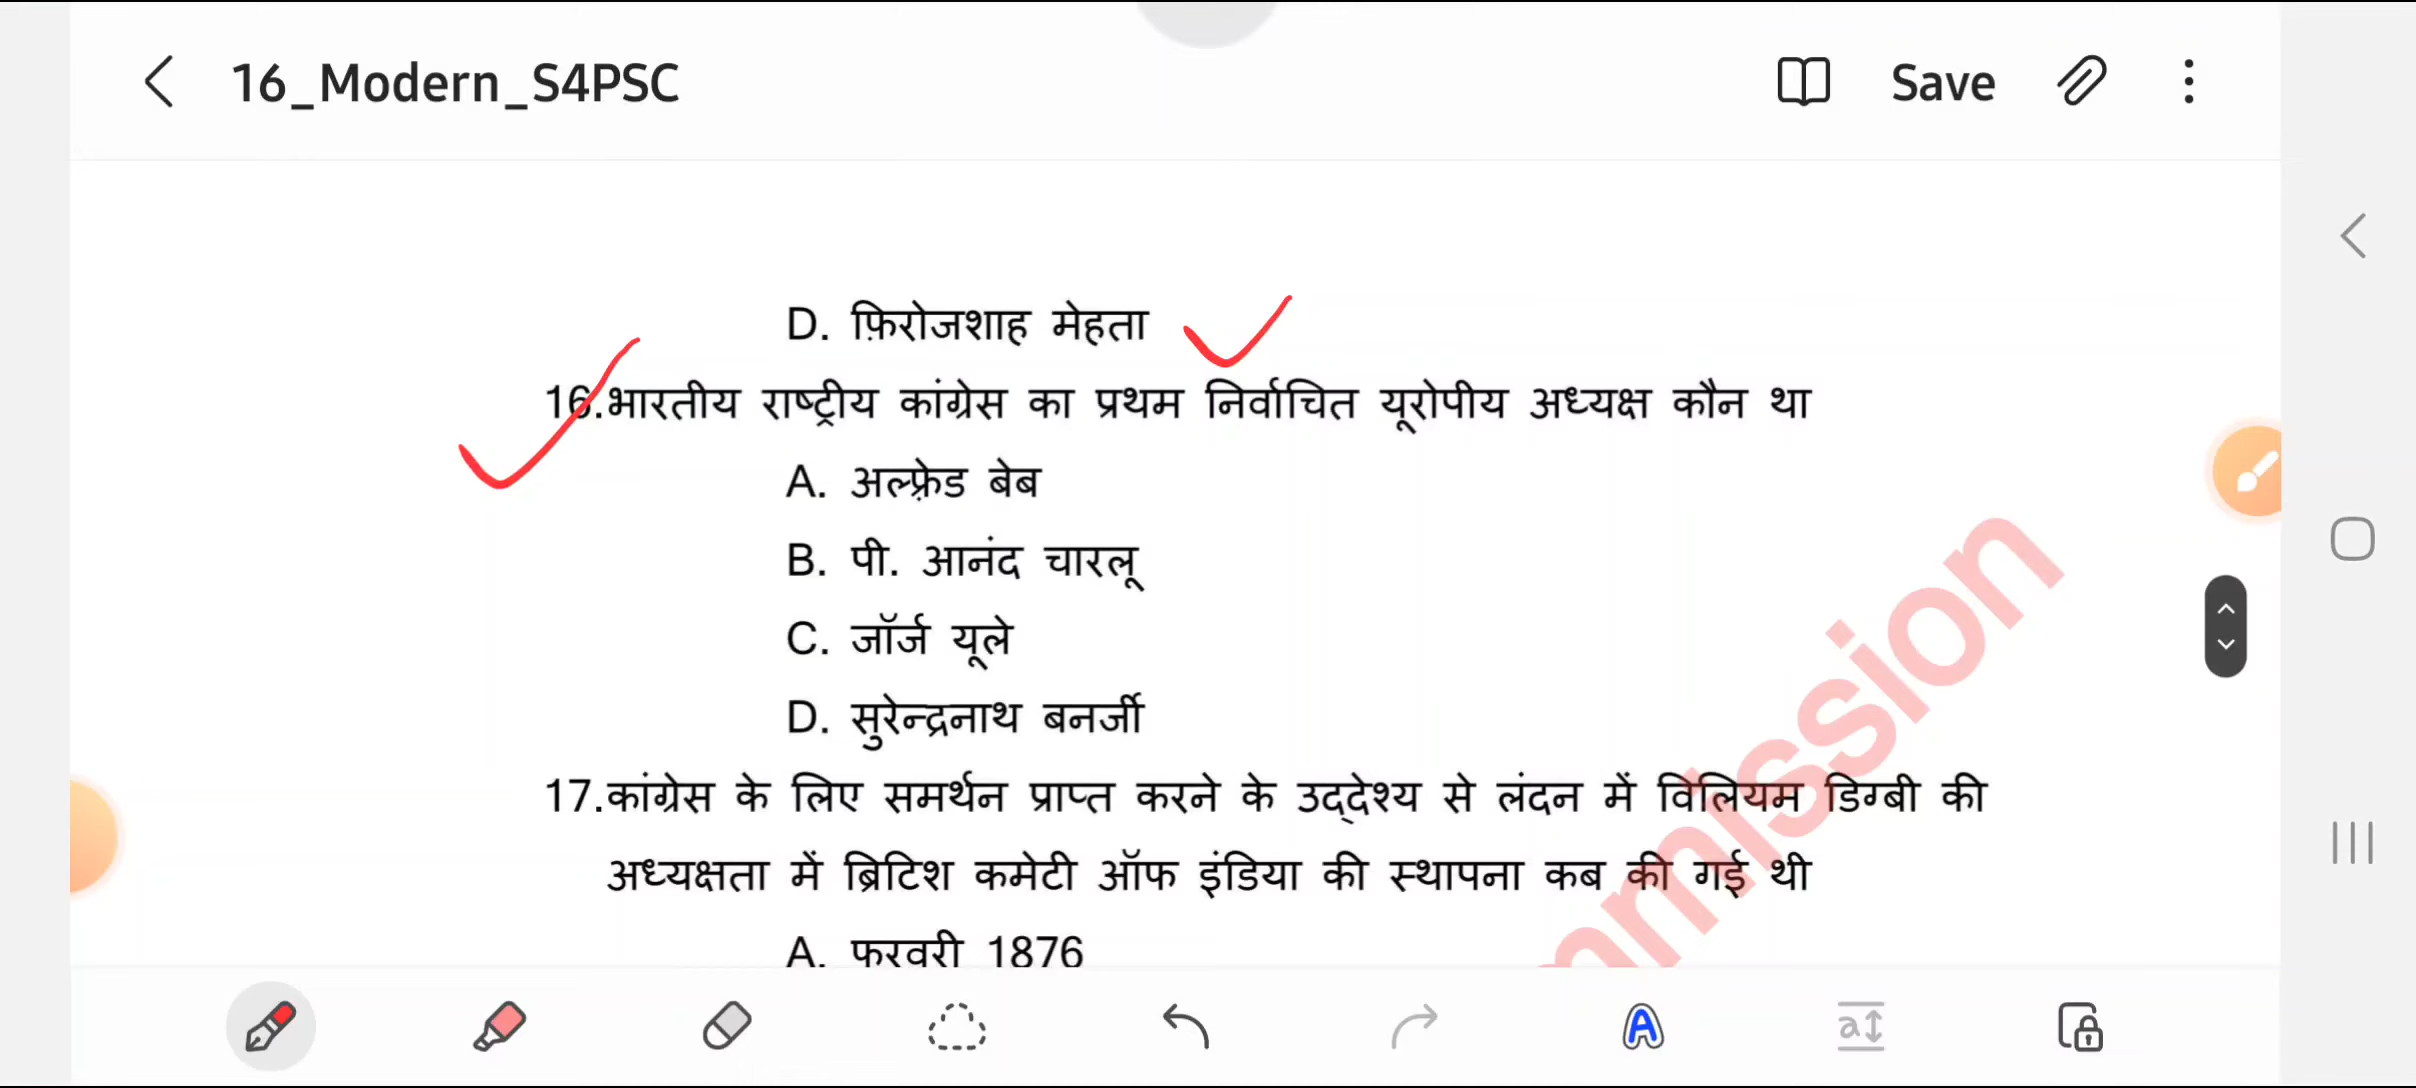 16_Modern_S4PSC
Save
D. फ़िरोजशाह मेहता
16.भारतीय राष्ट्रीय कांग्रेस का प्रथम निर्वाचित यूरोपीय अध्यक्ष कौन था
A. अल्फ़्रेड बेब
B. पी. आनंद चारलू
C. जॉर्ज यूले
D. सुरेन्द्रनाथ बनर्जी
17.कांग्रेस के लिए समर्थन प्राप्त करने के उद्देश्य से लंदन में विलियम डिग्बी की
अध्यक्षता में ब्रिटिश कमेटी ऑफ इंडिया की स्थापना कब की गई थी
A. फरवरी 1876
mmission